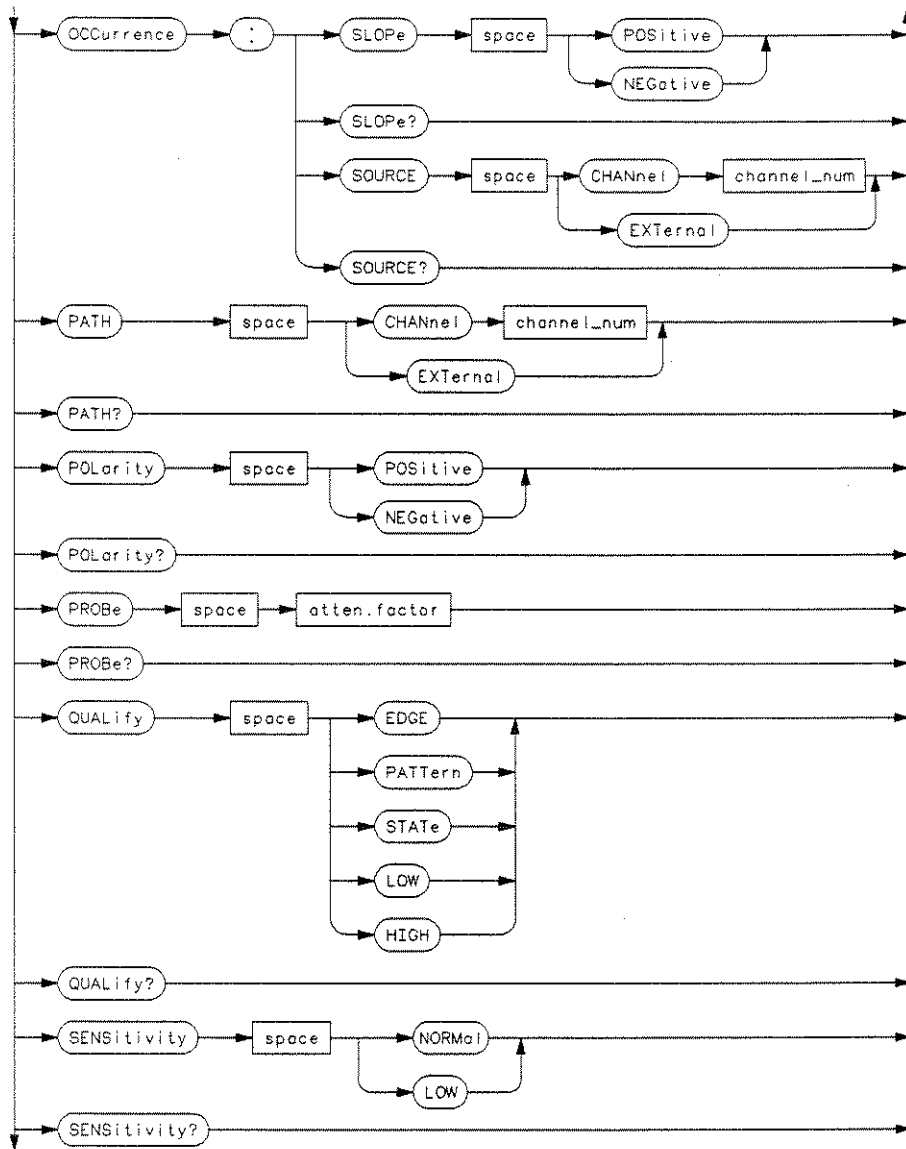 OCCurrence : SLOPe space POSitive
NEGative
SLOPe?
SOURCE space CHANnel channel_num
EXTernal
SOURCE?
PATH space CHANnel channel_num
EXTernal
PATH?
POLarity space POSitive
NEGative
POLarity?
PROBe space atten.factor
PROBe?
QUALify space EDGE
PATTern
STATe
LOW
HIGH
QUALify?
SENSitivity space NORMal
LOW
SENSitivity?